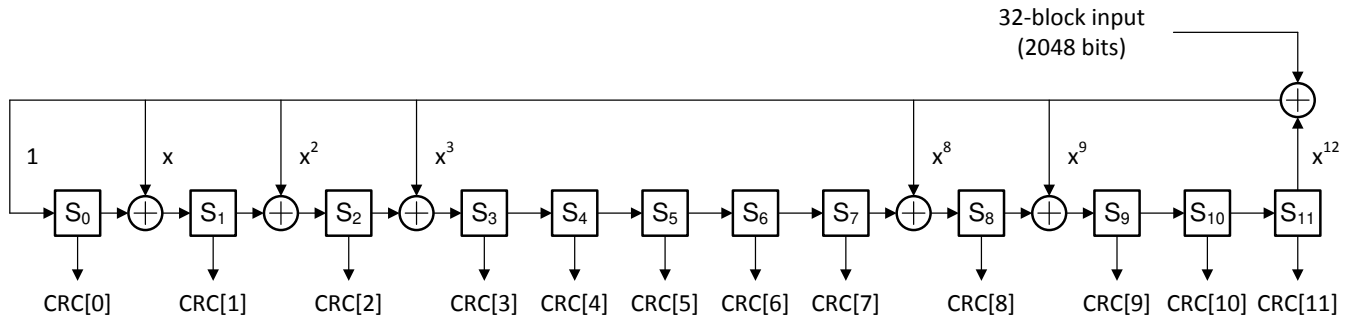 32-block input
(2048 bits)
1 x x² x³ x⁸ x⁹ x¹²
S₀ S₁ S₂ S₃ S₄ S₅ S₆ S₇ S₈ S₉ S₁₀ S₁₁
CRC[0] CRC[1] CRC[2] CRC[3] CRC[4] CRC[5] CRC[6] CRC[7] CRC[8] CRC[9] CRC[10] CRC[11]